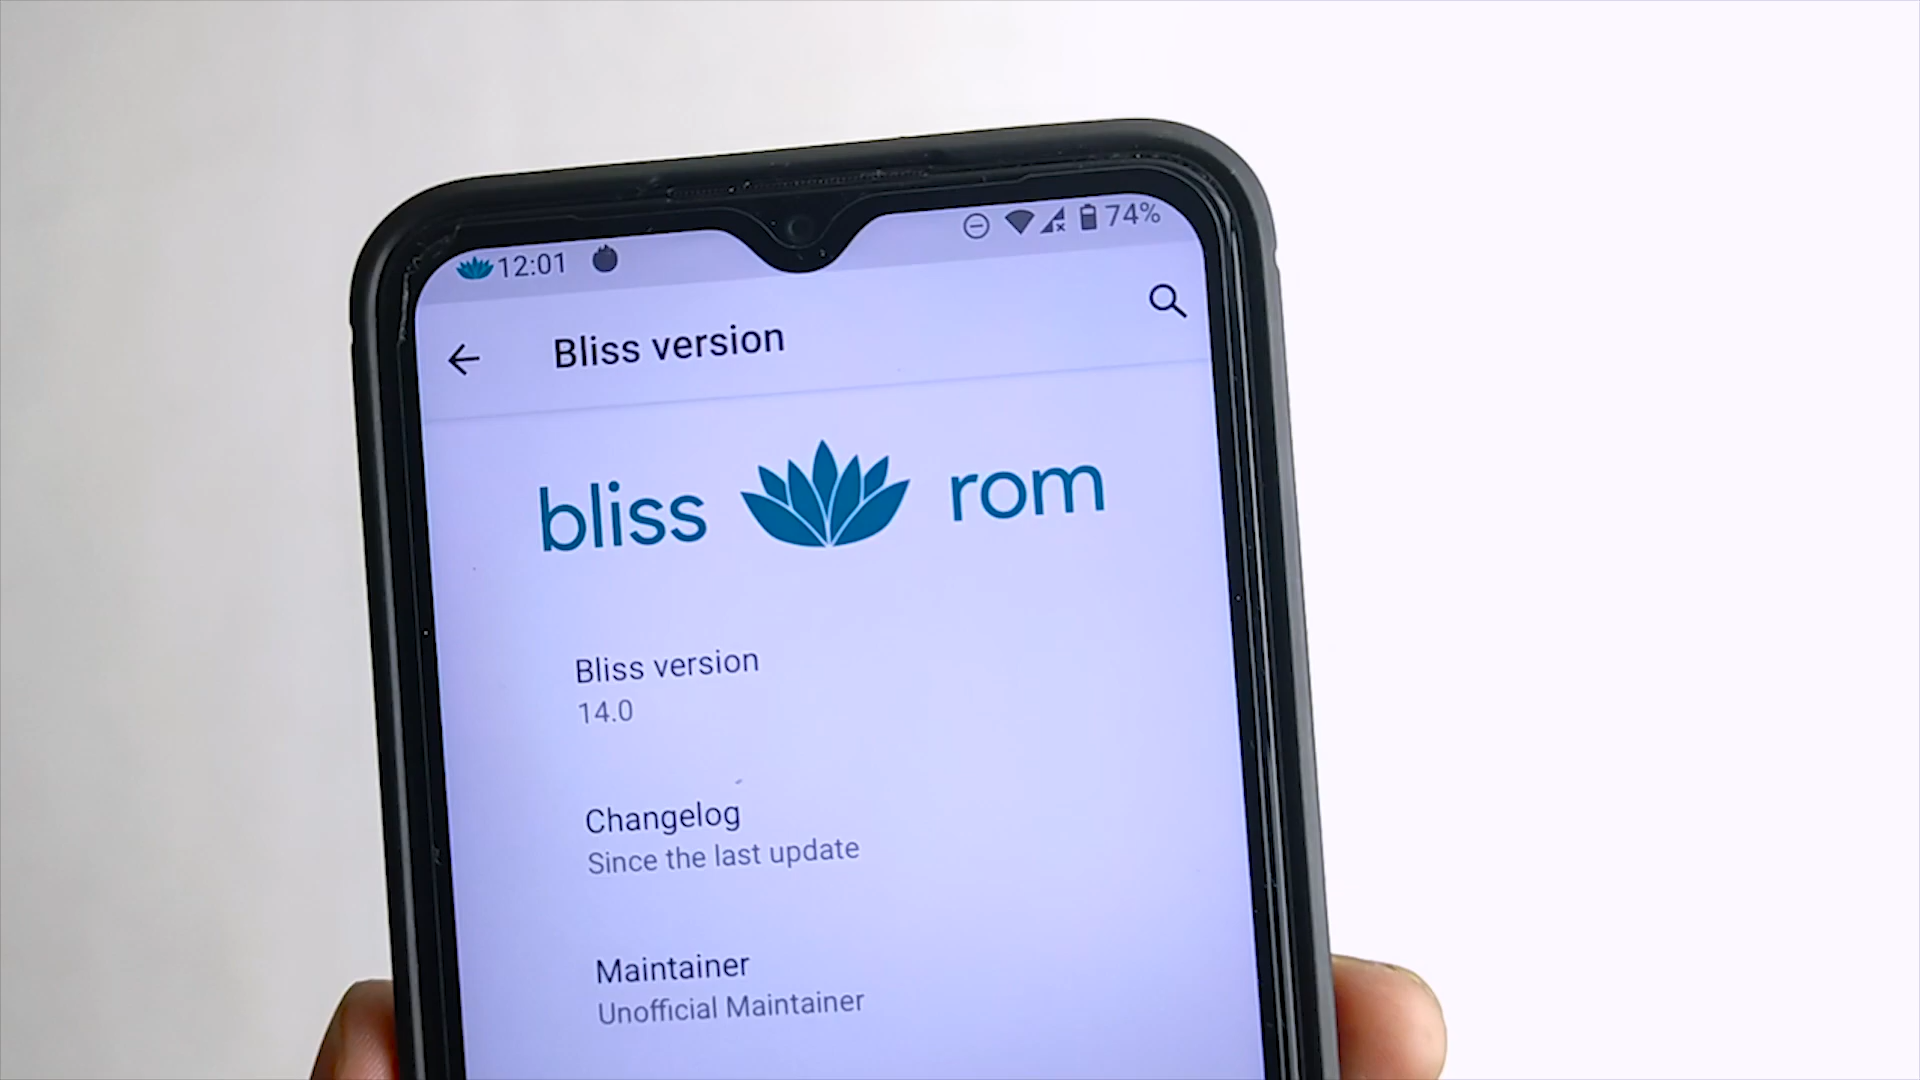 12:01 74%
Bliss version
bliss rom
Bliss version
14.0
Changelog
Since the last update
Maintainer
Unofficial Maintainer